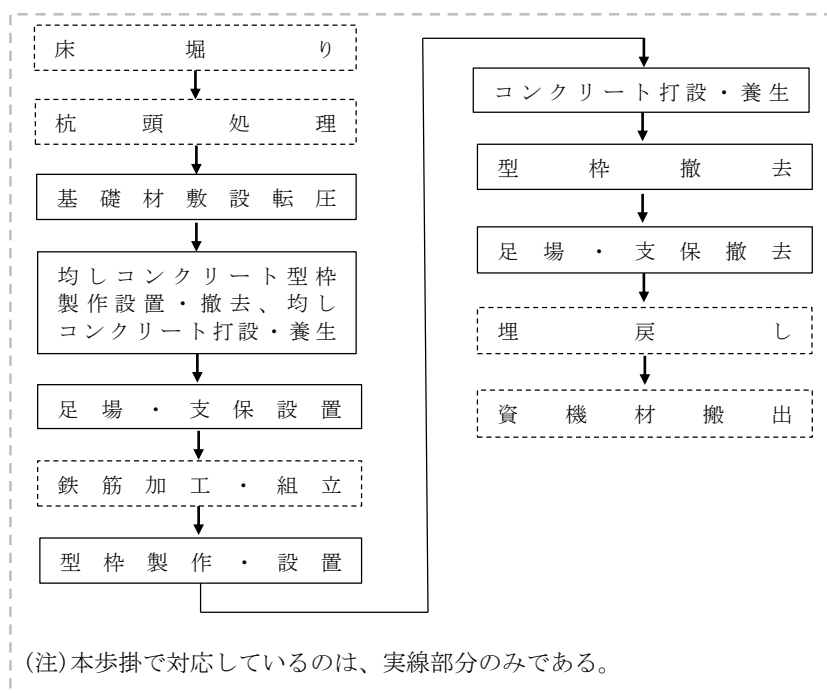 床堀り
杭頭処理
基礎材敷設転圧
均しコンクリート型枠
製作設置・撤去、均し
コンクリート打設・養生
足場・支保設置
鉄筋加工・組立
型枠製作・設置
コンクリート打設・養生
型枠撤去
足場・支保撤去
埋戻し
資機材搬出
(注)本歩掛で対応しているのは、実線部分のみである。